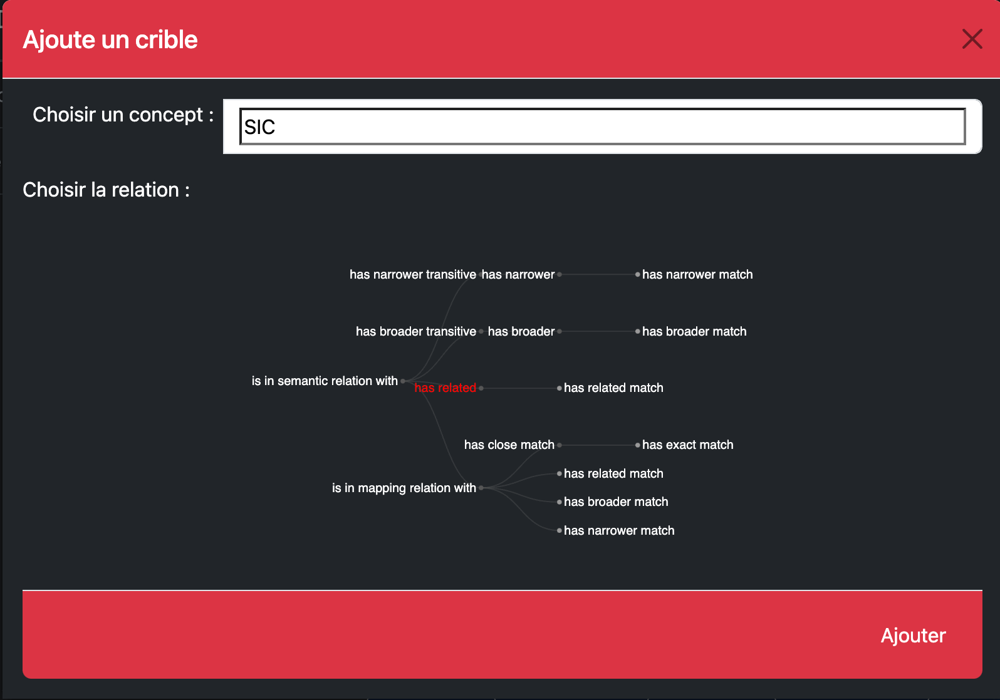 Ajoute un crible
Choisir un concept :
SIC
Choisir la relation :
has narrower transitive
has narrower
has narrower match
has broader transitive
has broader
has broader match
is in semantic relation with
has related
has related match
has close match
has exact match
has related match
is in mapping relation with
has broader match
has narrower match
Ajouter